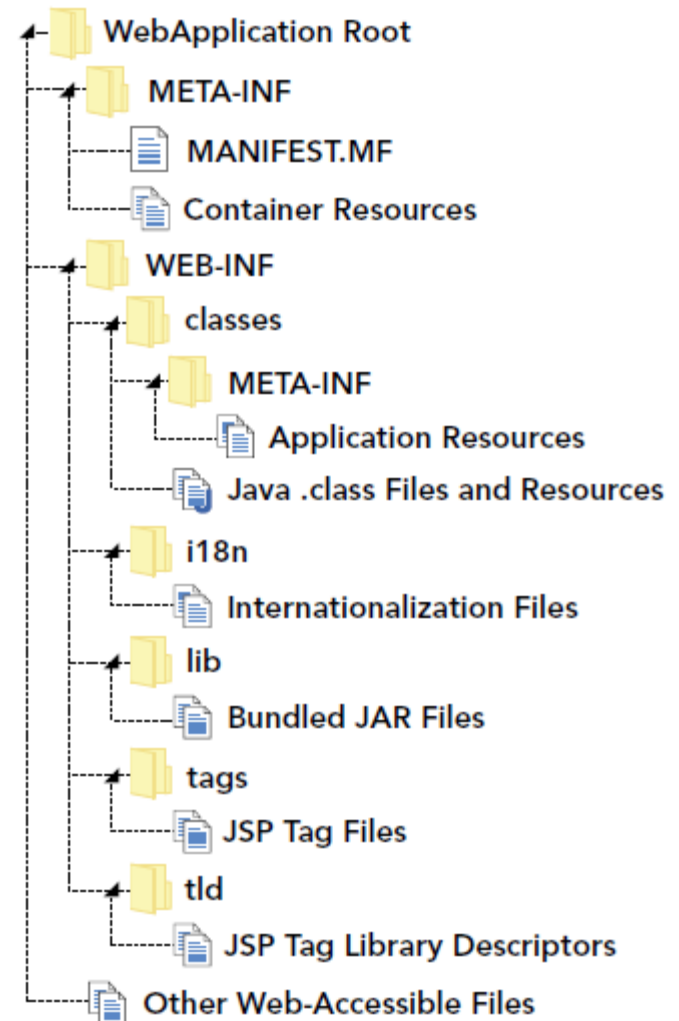 WebApplication Root
META-INF
MANIFEST.MF
Container Resources
WEB-INF
classes
META-INF
Application Resources
Java .class Files and Resources
i18n
Internationalization Files
lib
Bundled JAR Files
tags
JSP Tag Files
tld
JSP Tag Library Descriptors
Other Web-Accessible Files